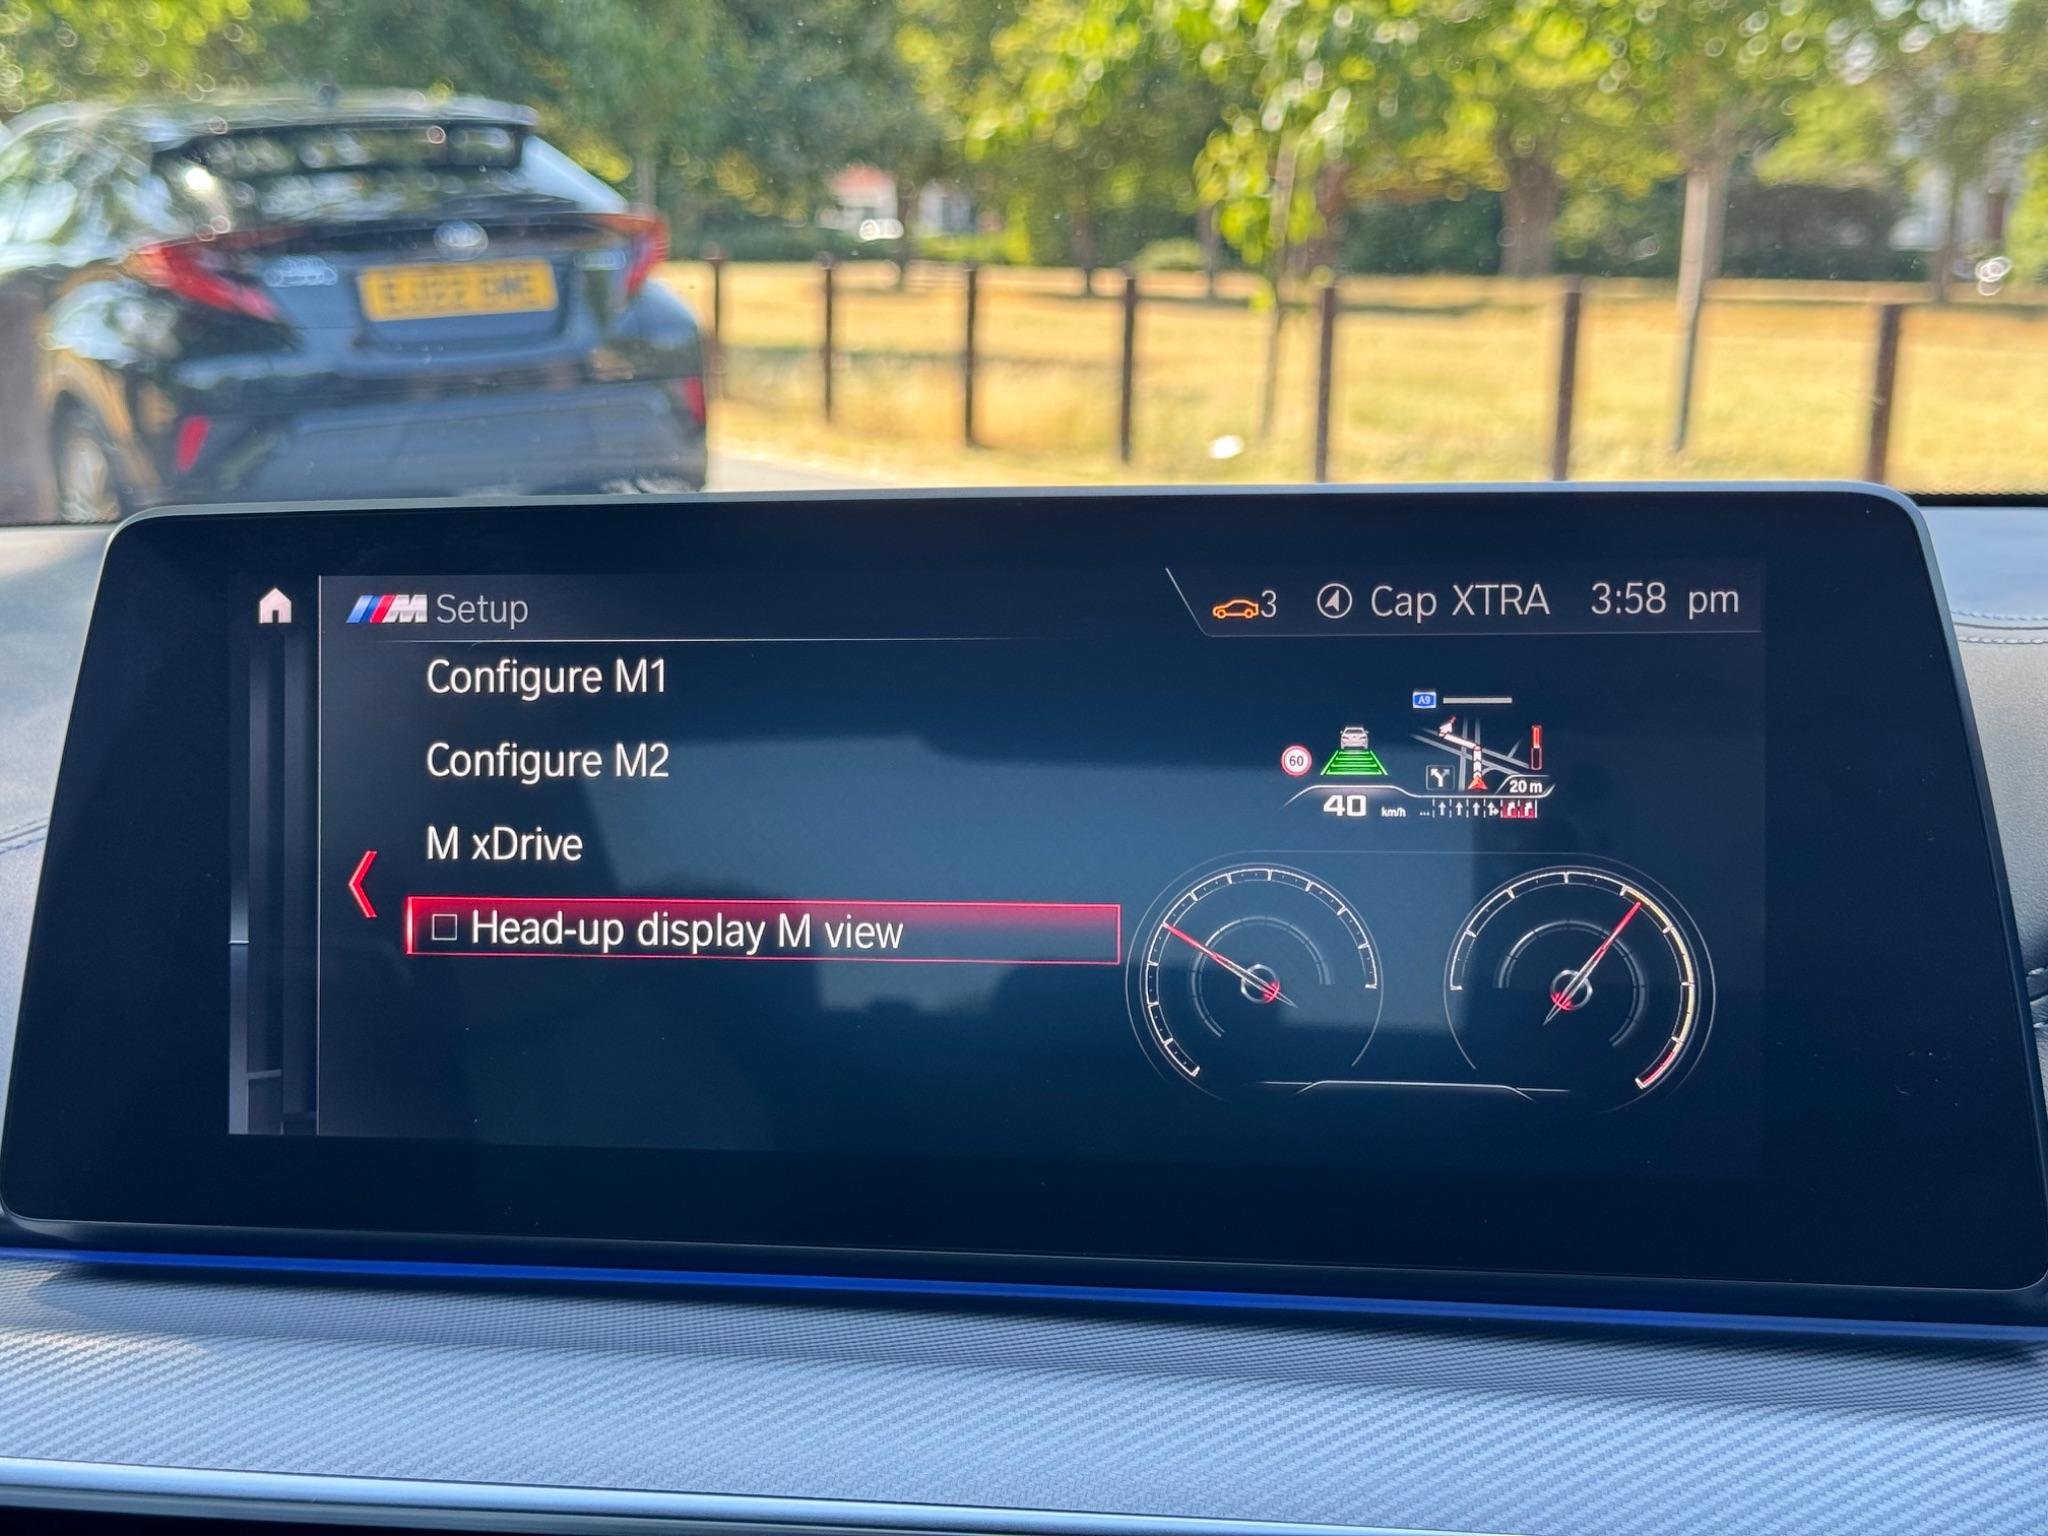 M Setup
3
Cap XTRA
3:58 pm
Configure M1
Configure M2
M xDrive
Head-up display M view
A9
60
20 m
40 km/h